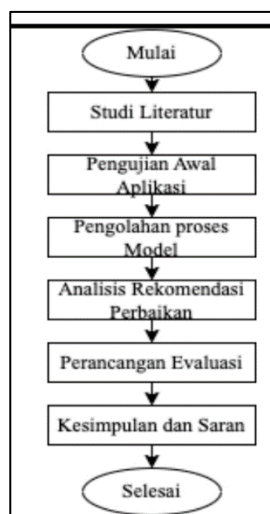 Mulai
Studi Literatur
Pengujian Awal
Aplikasi
Pengolahan proses
Model
Analisis Rekomendasi
Perbaikan
Perancangan Evaluasi
Kesimpulan dan Saran
Selesai